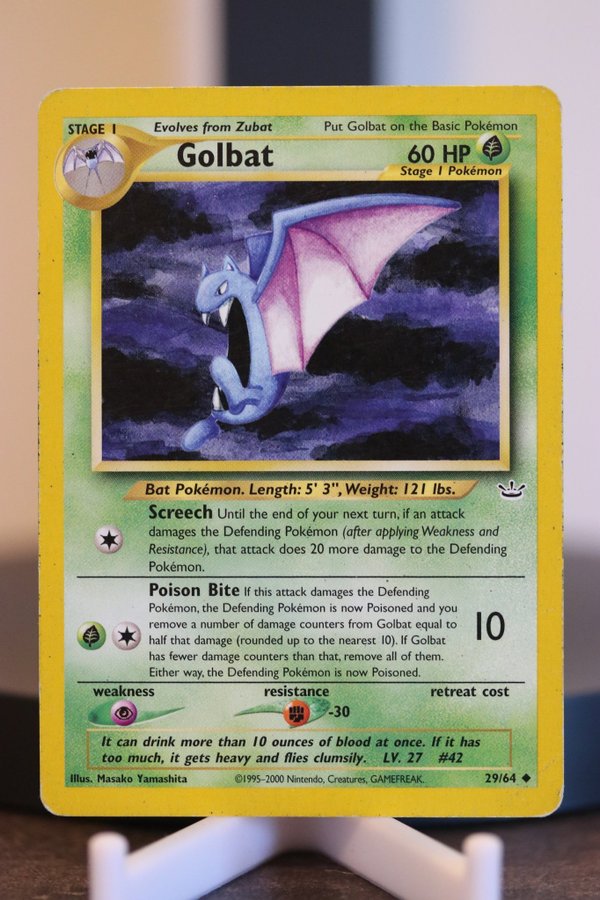 STAGE 1 Evolves from Zubat Put Golbat on the Basic Pokémon
Golbat 60 HP
Stage 1 Pokémon
Bat Pokémon. Length: 5' 3", Weight: 121 lbs.
Screech Until the end of your next turn, if an attack
damages the Defending Pokémon (after applying Weakness and
Resistance), that attack does 20 more damage to the Defending
Pokémon.
Poison Bite If this attack damages the Defending
Pokémon, the Defending Pokémon is now Poisoned and you
remove a number of damage counters from Golbat equal to
half that damage (rounded up to the nearest 10). If Golbat
has fewer damage counters than that, remove all of them.
Either way, the Defending Pokémon is now Poisoned.
10
weakness resistance retreat cost
-30
It can drink more than 10 ounces of blood at once. If it has
too much, it gets heavy and flies clumsily. LV. 27 #42
Illus. Masako Yamashita ©1995-2000 Nintendo, Creatures, GAMEFREAK. 29/64